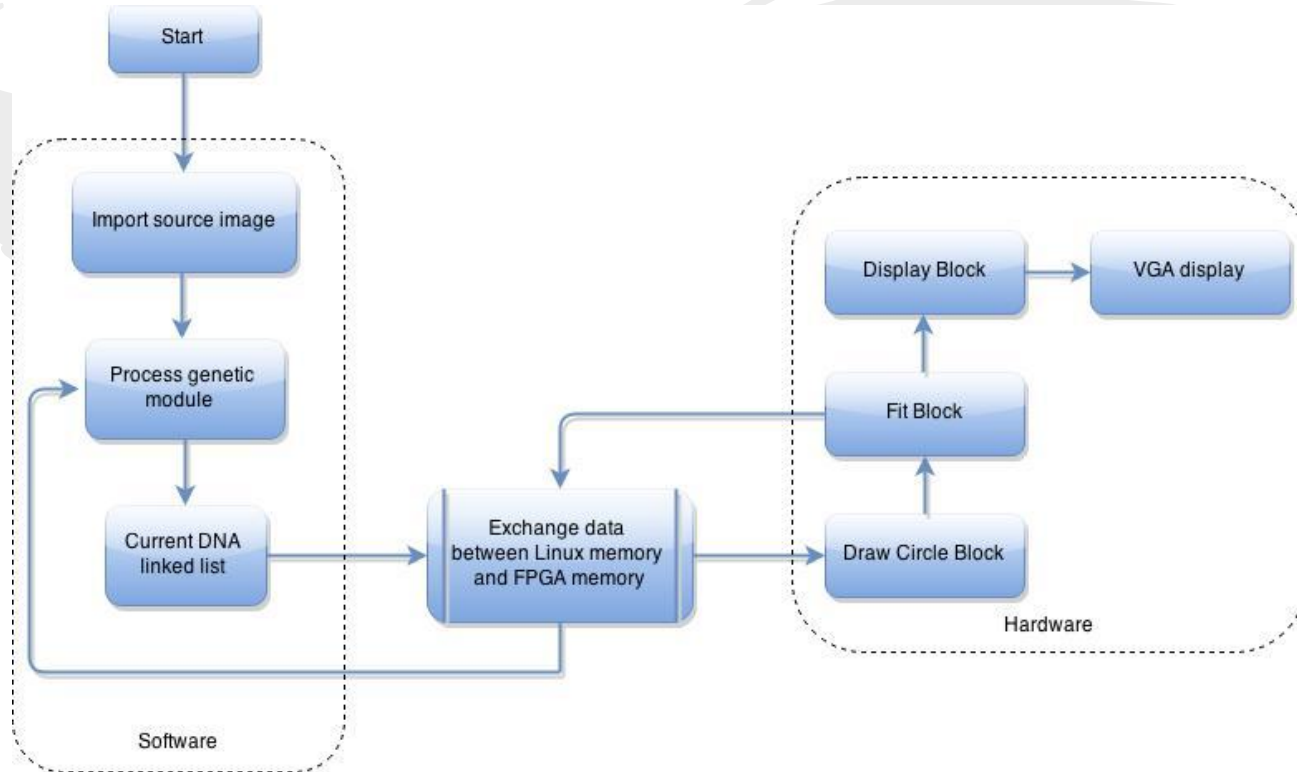 Start
Import source image
Process genetic
module
Current DNA
linked list
Software
Exchange data
between Linux memory
and FPGA memory
Display Block
VGA display
Fit Block
Draw Circle Block
Hardware